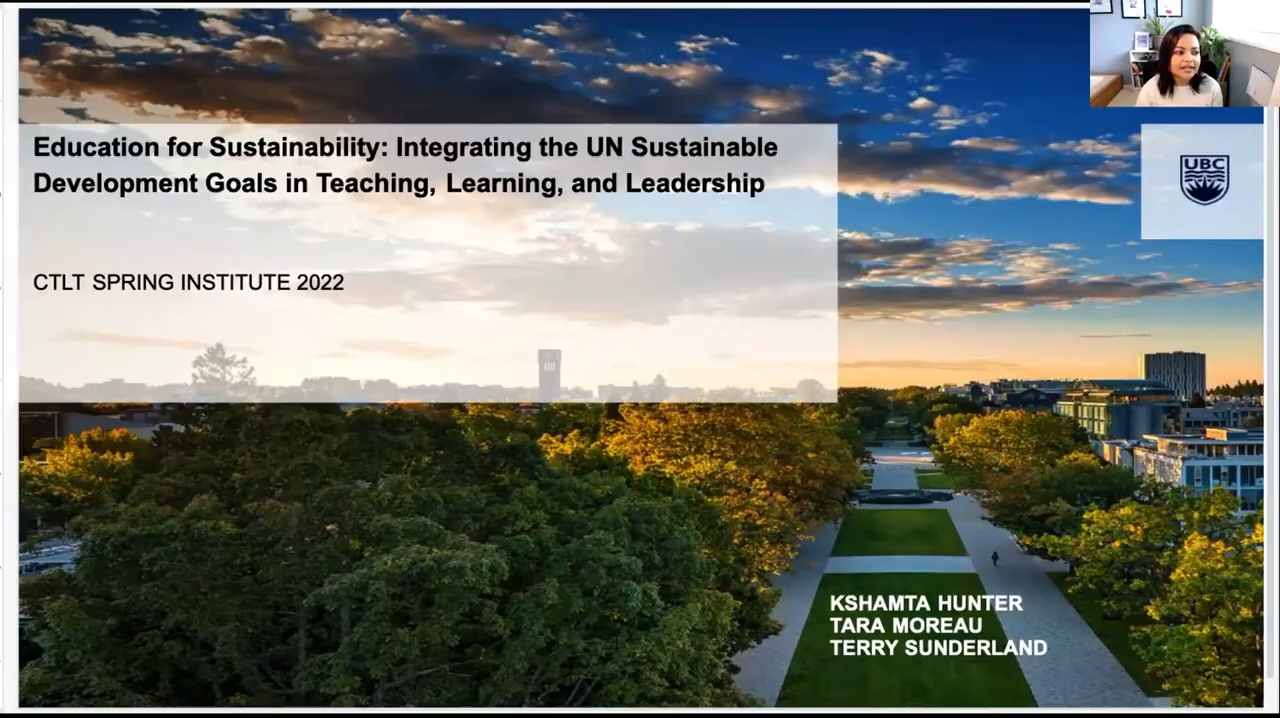 Education for Sustainability: Integrating the UN Sustainable
Development Goals in Teaching, Learning, and Leadership
UBC
CTLT SPRING INSTITUTE 2022
KSHAMTA HUNTER
TARA MOREAU
TERRY SUNDERLAND